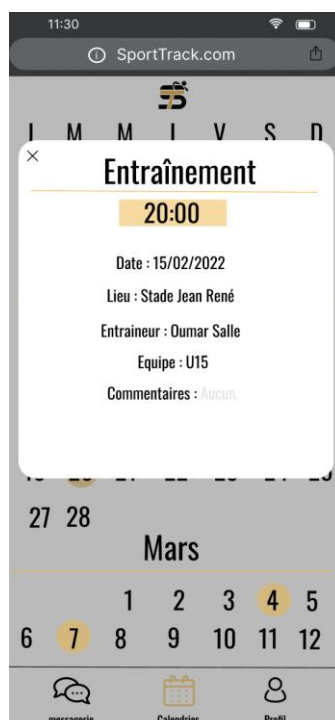 11:30
SportTrack.com
L M M J V S D
Entraînement
20:00
Date : 15/02/2022
Lieu : Stade Jean René
Entraineur : Oumar Salle
Equipe : U15
Commentaires : Aucun.
27 28
Mars
1 2 3 4 5
6 7 8 9 10 11 12
messagerie Calendrier Profil